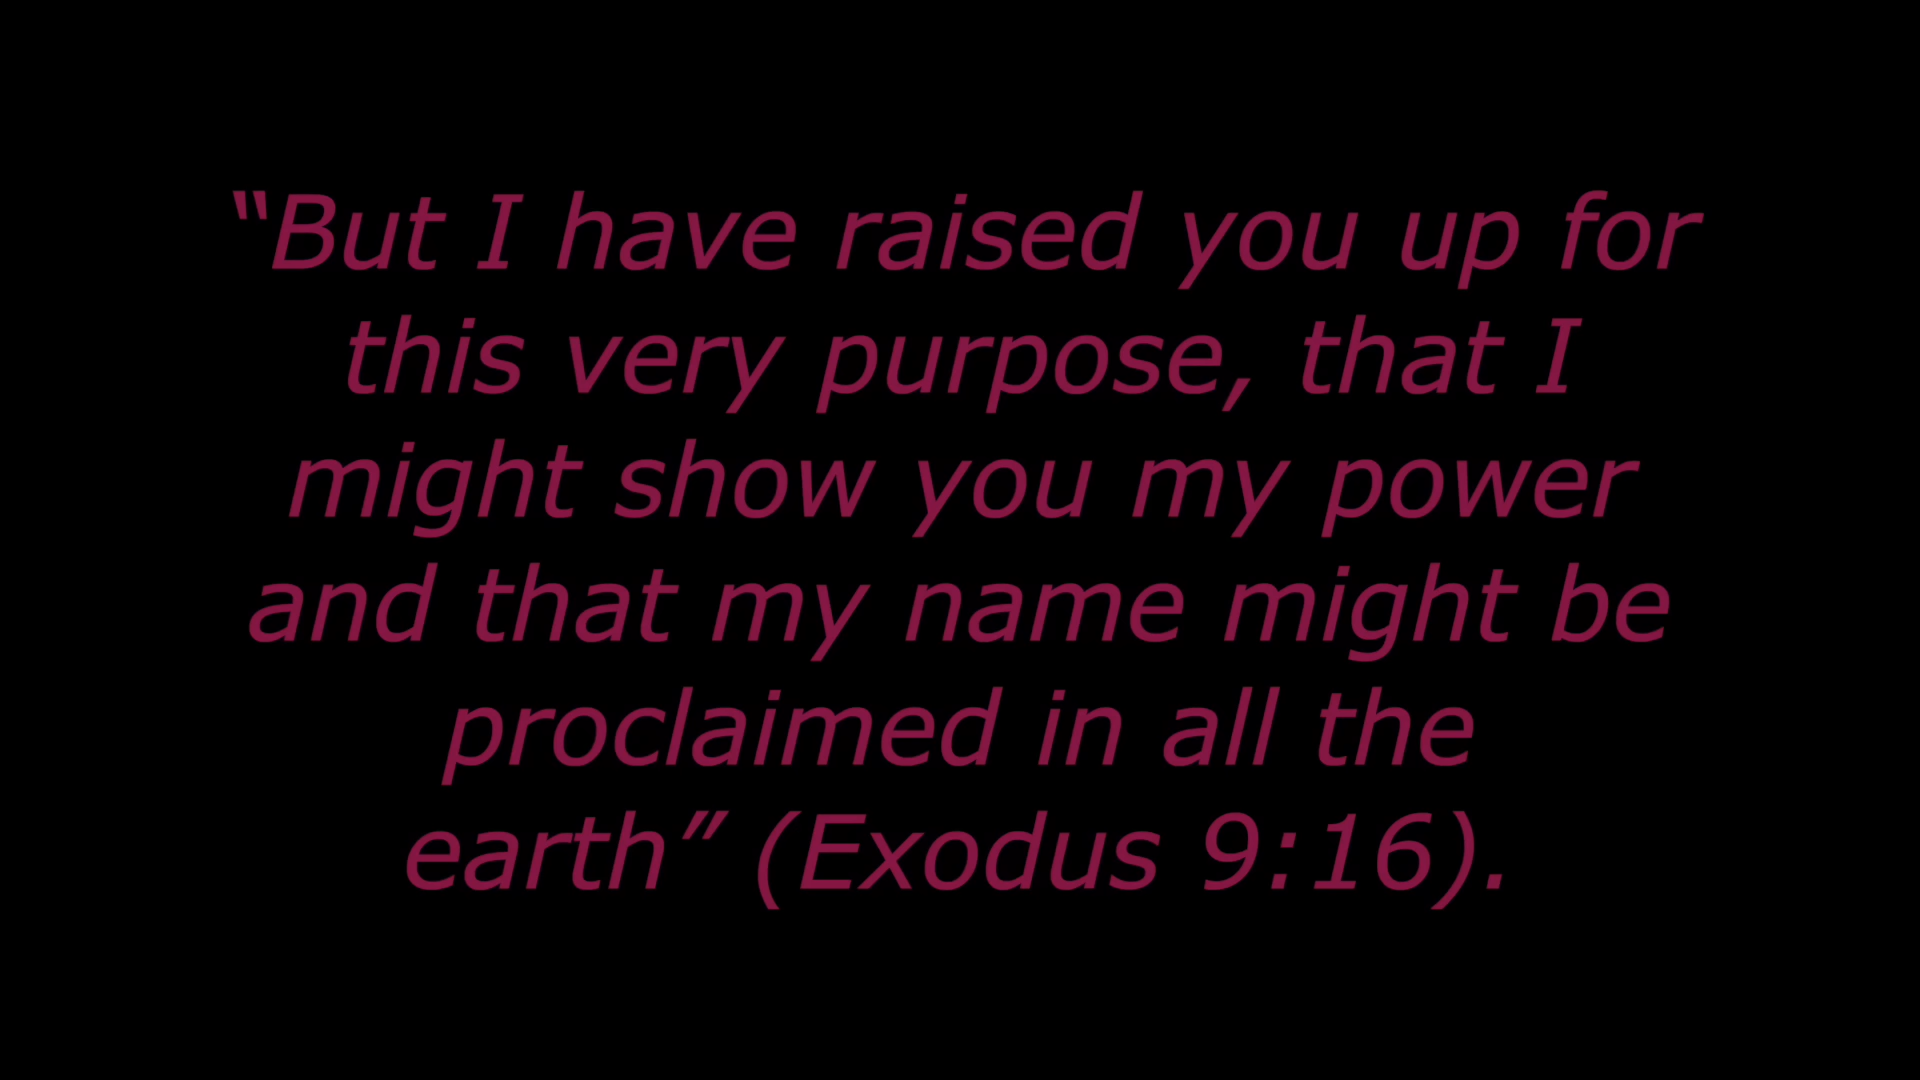 “But I have raised you up for
this very purpose, that I
might show you my power
and that my name might be
proclaimed in all the
earth” (Exodus 9:16).